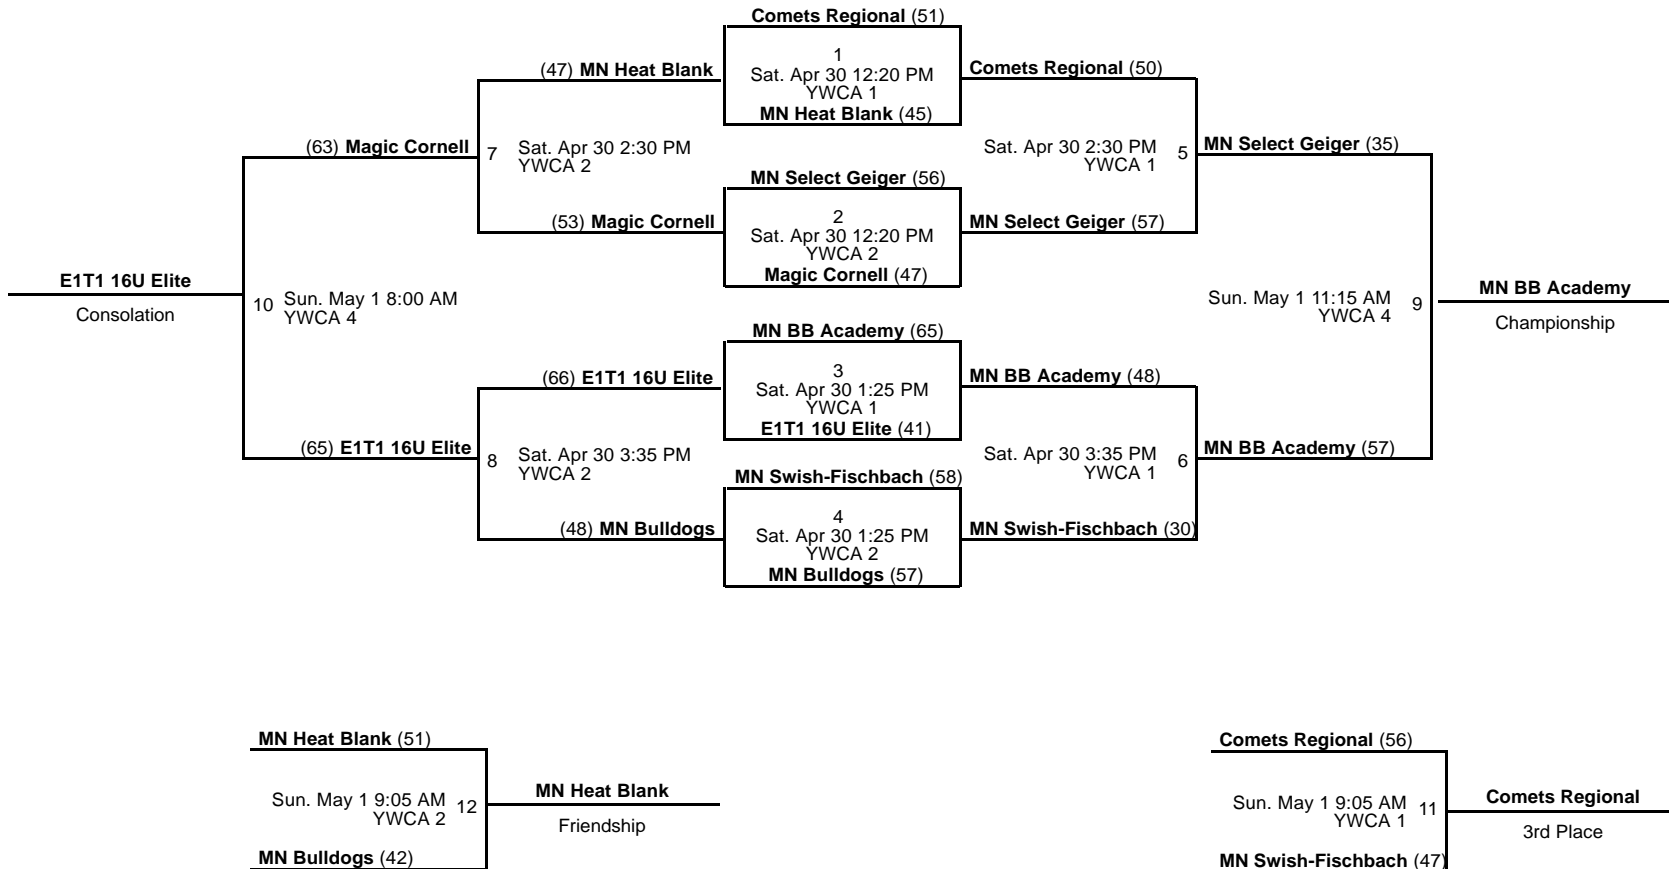 Comets Regional (51)
1
Sat. Apr 30 12:20 PM
YWCA 1
MN Heat Blank (45)
(47) MN Heat Blank
Comets Regional (50)
(63) Magic Cornell
7 Sat. Apr 30 2:30 PM
YWCA 2
Sat. Apr 30 2:30 PM 5
YWCA 1
MN Select Geiger (35)
MN Select Geiger (56)
2
Sat. Apr 30 12:20 PM
YWCA 2
Magic Cornell (47)
(53) Magic Cornell
MN Select Geiger (57)
E1T1 16U Elite
Consolation
10 Sun. May 1 8:00 AM
YWCA 4
Sun. May 1 11:15 AM 9
YWCA 4
MN BB Academy
Championship
MN BB Academy (65)
3
Sat. Apr 30 1:25 PM
YWCA 1
E1T1 16U Elite (41)
(66) E1T1 16U Elite
MN BB Academy (48)
(65) E1T1 16U Elite
8 Sat. Apr 30 3:35 PM
YWCA 2
Sat. Apr 30 3:35 PM 6
YWCA 1
MN BB Academy (57)
MN Swish-Fischbach (58)
4
Sat. Apr 30 1:25 PM
YWCA 2
MN Bulldogs (57)
(48) MN Bulldogs
MN Swish-Fischbach (30)
MN Heat Blank (51)
Sun. May 1 9:05 AM 12
YWCA 2
MN Bulldogs (42)
MN Heat Blank
Friendship
Comets Regional (56)
Sun. May 1 9:05 AM 11
YWCA 1
MN Swish-Fischbach (47)
Comets Regional
3rd Place